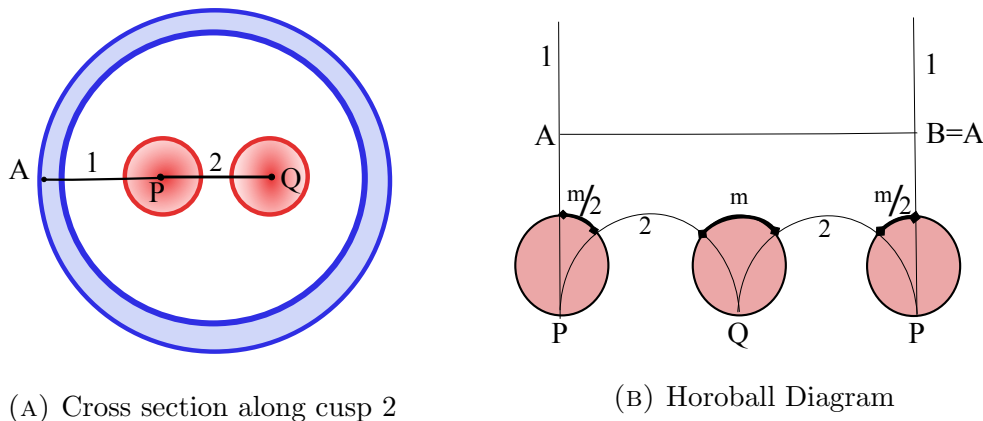 A
1
P
2
Q
1
1
A
B=A
m/2
2
m
2
m/2
P
Q
P
(A) Cross section along cusp 2
(B) Horoball Diagram